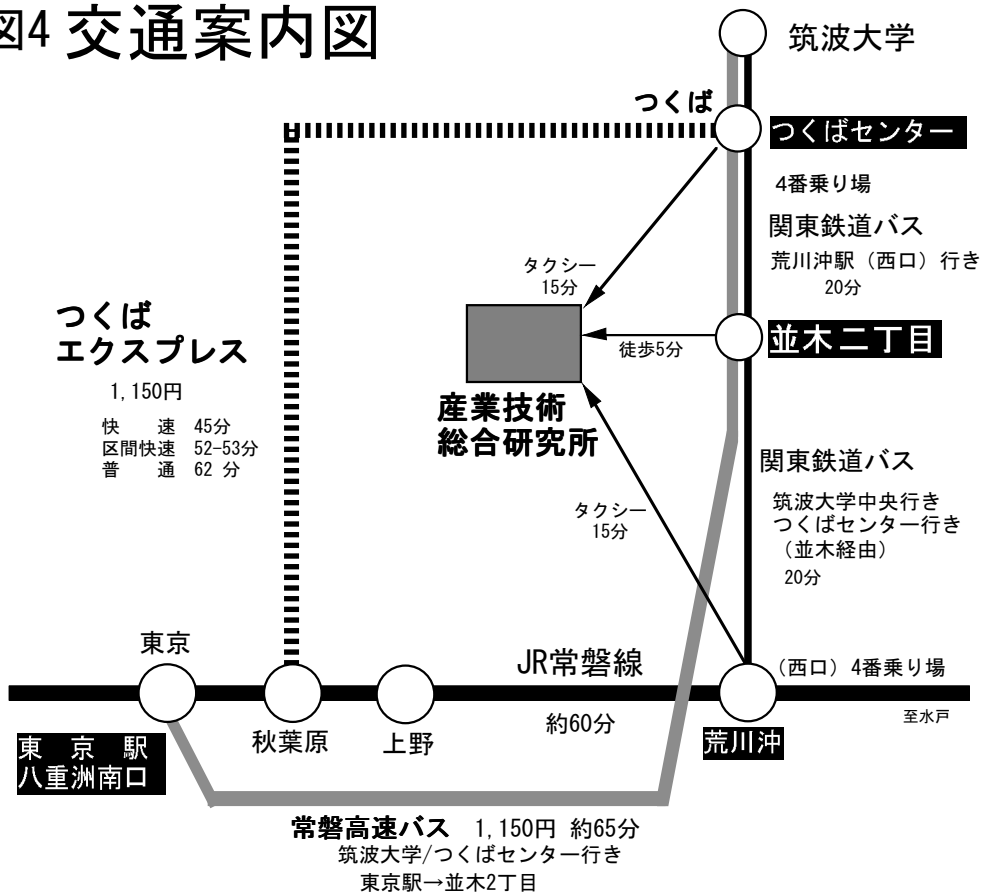 図4 交通案内図
筑波大学
つくば
つくばセンター
4番乗り場
関東鉄道バス
荒川沖駅（西口）行き
20分
タクシー
15分
つくば
エクスプレス
1,150円
快　速　45分
区間快速　52-53分
普　通　62 分
徒歩5分
並木二丁目
産業技術
総合研究所
関東鉄道バス
筑波大学中央行き
つくばセンター行き
（並木経由）
20分
タクシー
15分
東京
JR常磐線
（西口）4番乗り場
秋葉原
上野
約60分
荒川沖
至水戸
東　京　駅
八重洲南口
常磐高速バス　1,150円 約65分
筑波大学/つくばセンター行き
東京駅→並木2丁目